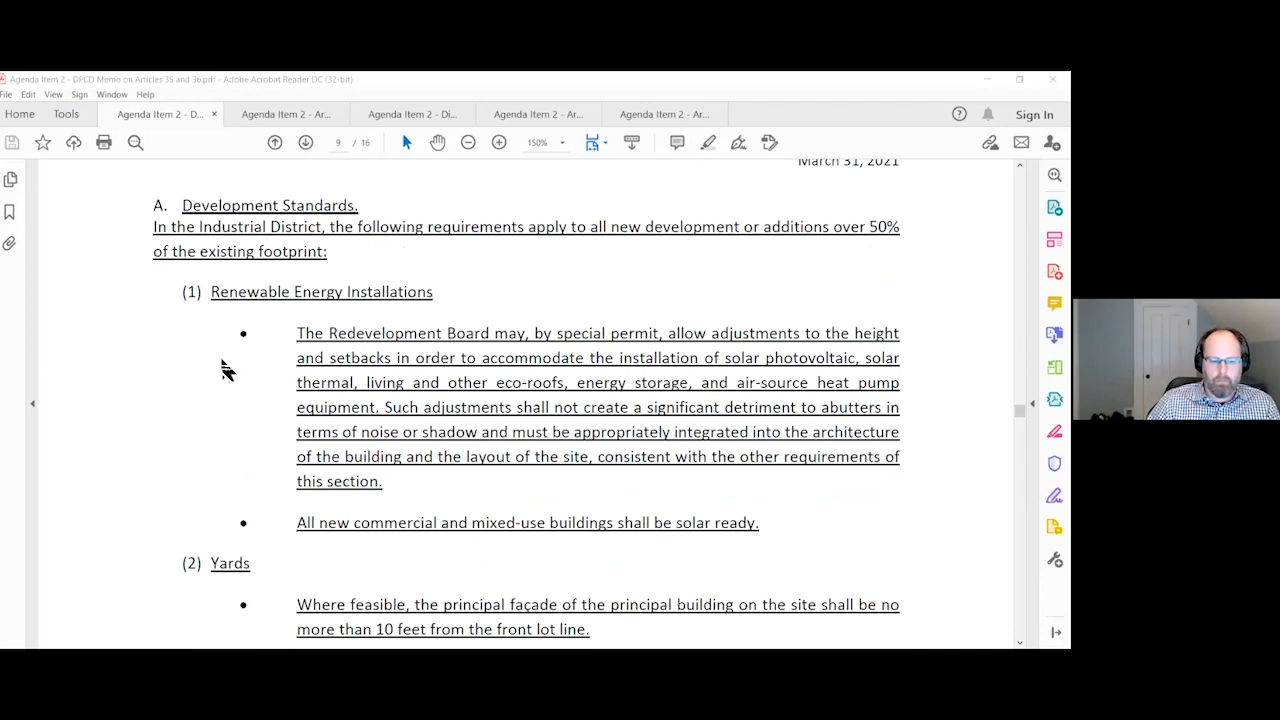 Agenda Item 2 - DPCD Memo on Articles 35 and 36.pdf - Adobe Acrobat Reader DC (32-bit)
File Edit View Sign Window Help
Home Tools Agenda Item 2 - D... × Agenda Item 2 - Ar... Agenda Item 2 - Di... Agenda Item 2 - Ar... Agenda Item 2 - Ar... Sign In
9 / 16 150%
March 31, 2021
A. Development Standards.
In the Industrial District, the following requirements apply to all new development or additions over 50%
of the existing footprint:
(1) Renewable Energy Installations
• The Redevelopment Board may, by special permit, allow adjustments to the height
and setbacks in order to accommodate the installation of solar photovoltaic, solar
thermal, living and other eco-roofs, energy storage, and air-source heat pump
equipment. Such adjustments shall not create a significant detriment to abutters in
terms of noise or shadow and must be appropriately integrated into the architecture
of the building and the layout of the site, consistent with the other requirements of
this section.
• All new commercial and mixed-use buildings shall be solar ready.
(2) Yards
• Where feasible, the principal façade of the principal building on the site shall be no
more than 10 feet from the front lot line.